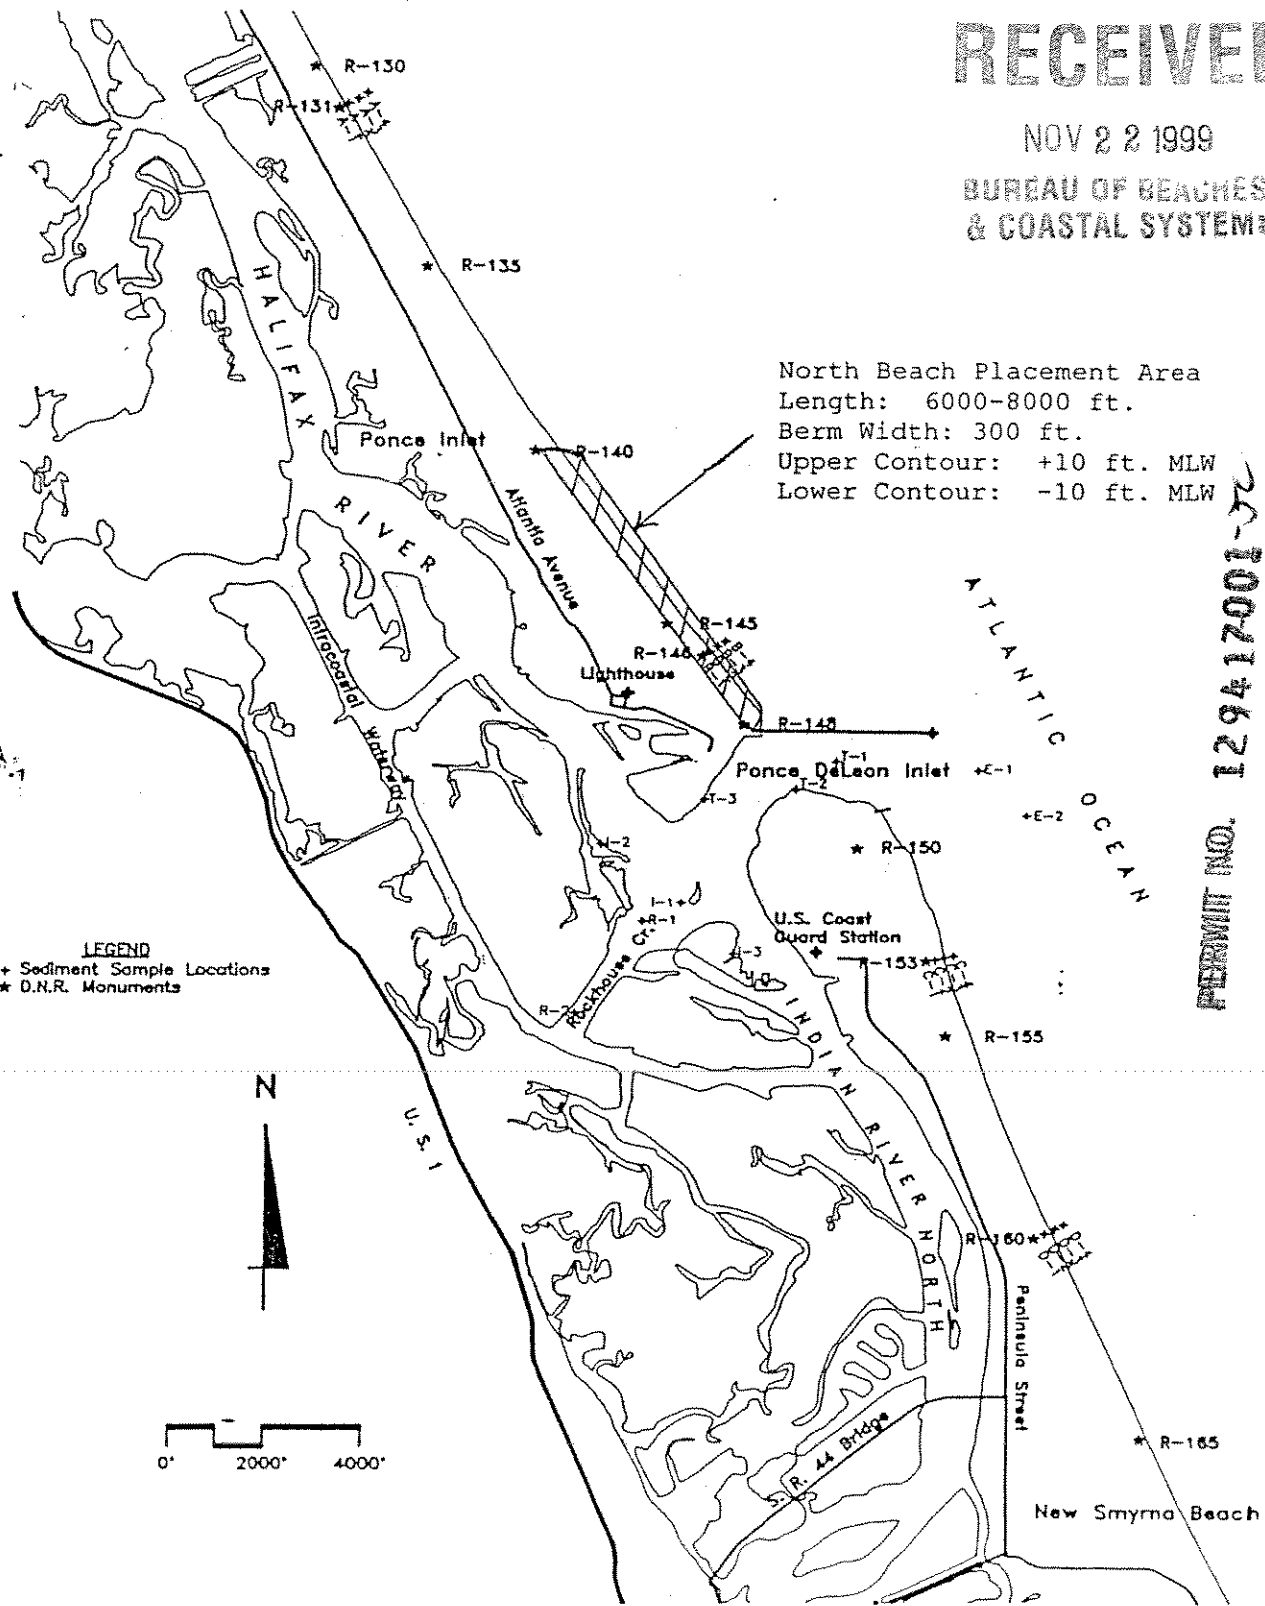 RECEIVE
NOV 2 2 1999
BUREAU OF BEACHES
& COASTAL SYSTEM
R-130
R-131
R-135
HALIFAX
RIVER
North Beach Placement Area
Length: 6000-8000 ft.
Berm Width: 300 ft.
Upper Contour: +10 ft. MLW
Lower Contour: -10 ft. MLW
Ponce Inlet
R-140
Atlantia Avenue
R-145
R-146
Lighthouse
R-148
Intracoastal
Waterway
ATLANTIC
OCEAN
PERMIT NO.
Ponce DeLeon Inlet
T-1
T-2
T-3
E-1
E-2
I-2
R-150
I-1
R-1
I-3
U.S. Coast
Guard Station
R-153
LEGEND
+ Sediment Sample Locations
★ D.N.R. Monuments
R-2
Rockhouse Cr.
R-155
INDIAN RIVER NORTH
N
U. S. 1
R-160
Peninsula Street
0'
2000'
4000'
S. R. 44 Bridge
R-165
New Smyrna Beach